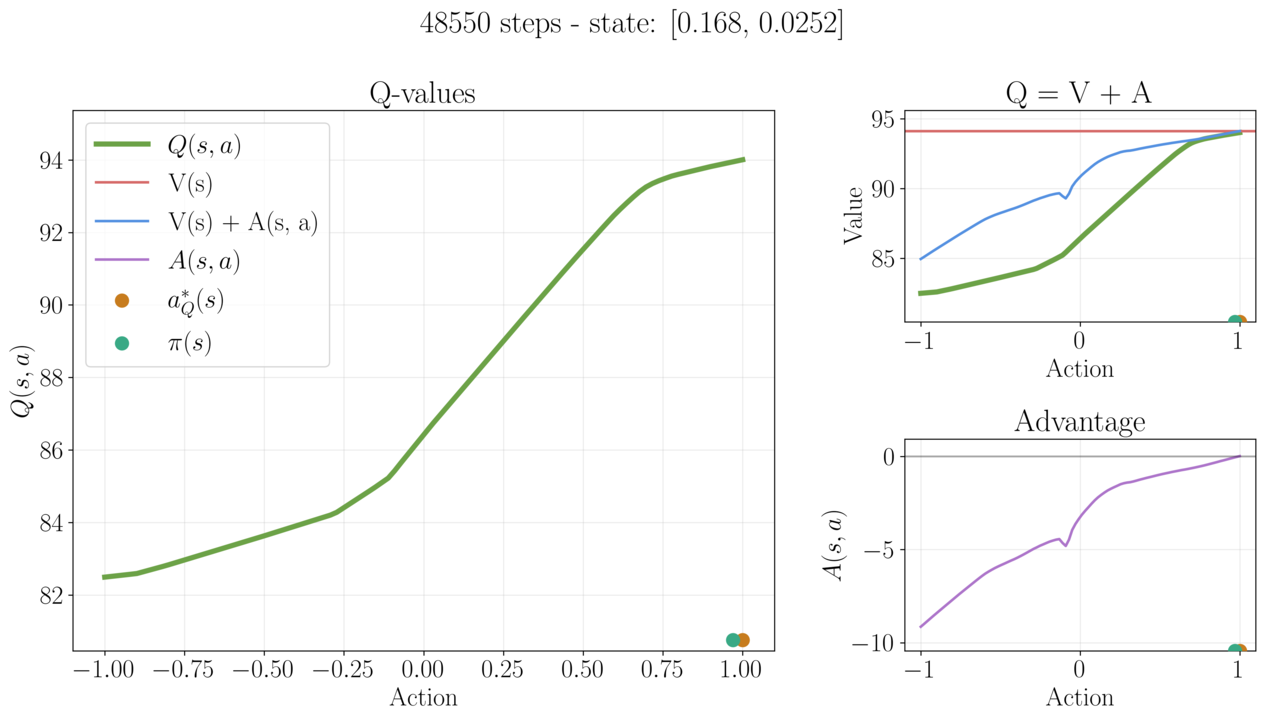 48550 steps - state: [0.168, 0.0252]
Q-values
Q(s, a)
V(s)
V(s) + A(s, a)
A(s, a)
a*_Q(s)
π(s)
94
92
90
88
86
84
82
Q(s, a)
−1.00 −0.75 −0.50 −0.25 0.00 0.25 0.50 0.75 1.00
Action
Q = V + A
95
90
85
Value
−1 0 1
Action
Advantage
0
−5
−10
A(s, a)
−1 0 1
Action